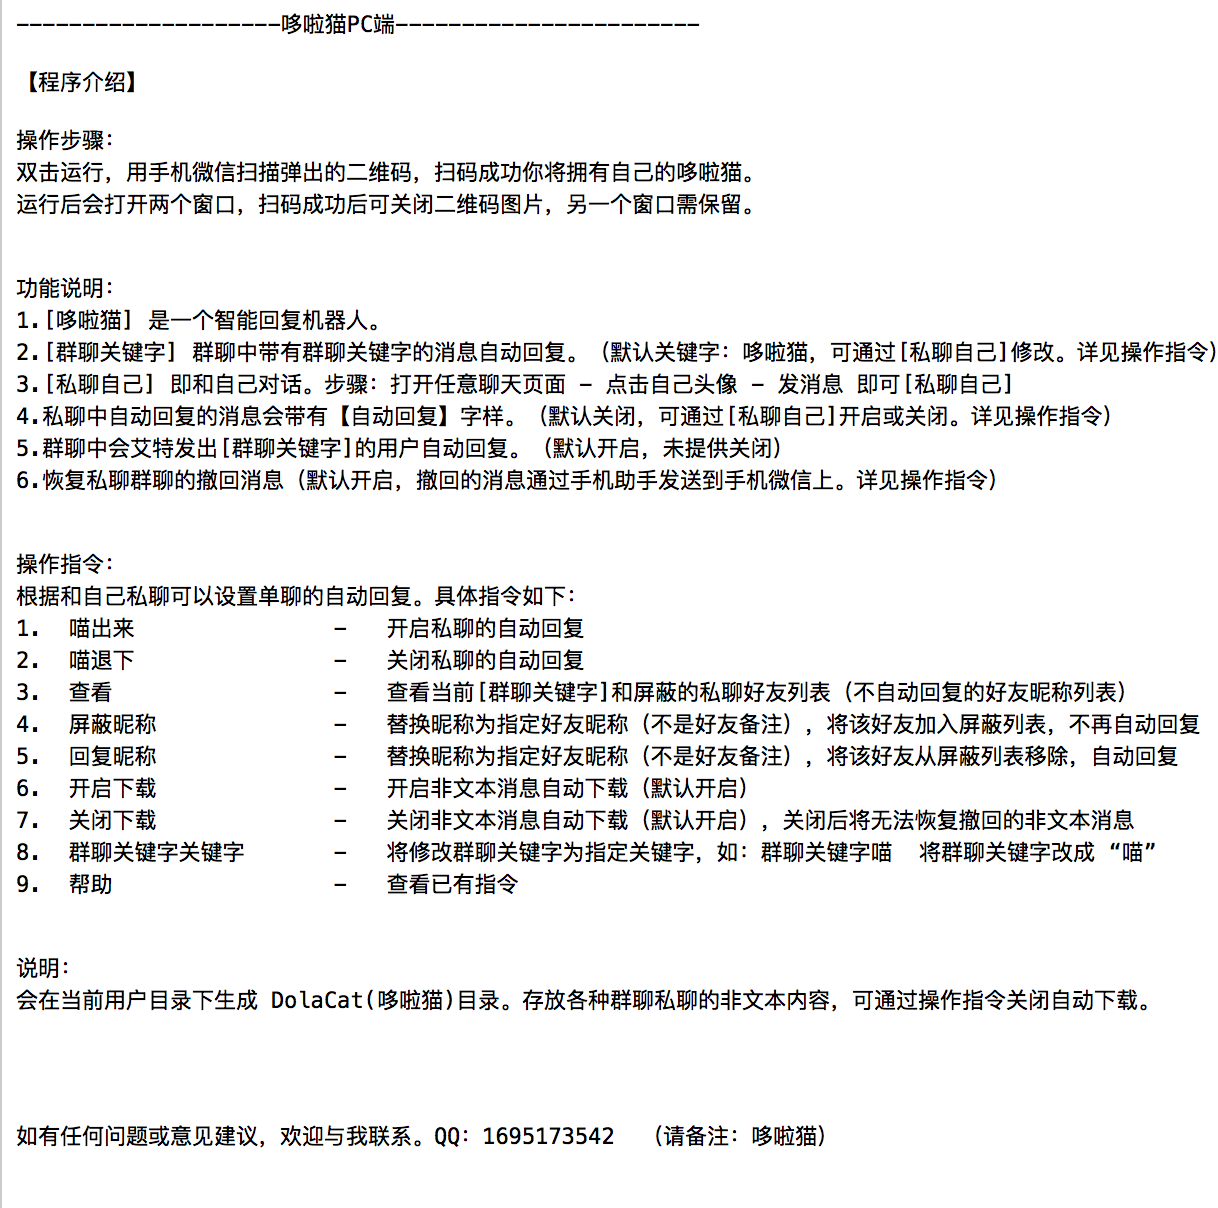 --------------------哆啦猫PC端-----------------------
【程序介绍】
操作步骤：
双击运行，用手机微信扫描弹出的二维码，扫码成功你将拥有自己的哆啦猫。
运行后会打开两个窗口，扫码成功后可关闭二维码图片，另一个窗口需保留。
功能说明：
1.[哆啦猫] 是一个智能回复机器人。
2.[群聊关键字] 群聊中带有群聊关键字的消息自动回复。（默认关键字：哆啦猫，可通过[私聊自己]修改。详见操作指令）
3.[私聊自己] 即和自己对话。步骤：打开任意聊天页面 - 点击自己头像 - 发消息 即可[私聊自己]
4.私聊中自动回复的消息会带有【自动回复】字样。（默认关闭，可通过[私聊自己]开启或关闭。详见操作指令）
5.群聊中会艾特发出[群聊关键字]的用户自动回复。（默认开启，未提供关闭）
6.恢复私聊群聊的撤回消息（默认开启，撤回的消息通过手机助手发送到手机微信上。详见操作指令）
操作指令：
根据和自己私聊可以设置单聊的自动回复。具体指令如下：
1. 喵出来 - 开启私聊的自动回复
2. 喵退下 - 关闭私聊的自动回复
3. 查看 - 查看当前[群聊关键字]和屏蔽的私聊好友列表（不自动回复的好友昵称列表）
4. 屏蔽昵称 - 替换昵称为指定好友昵称（不是好友备注），将该好友加入屏蔽列表，不再自动回复
5. 回复昵称 - 替换昵称为指定好友昵称（不是好友备注），将该好友从屏蔽列表移除，自动回复
6. 开启下载 - 开启非文本消息自动下载（默认开启）
7. 关闭下载 - 关闭非文本消息自动下载（默认开启），关闭后将无法恢复撤回的非文本消息
8. 群聊关键字关键字 - 将修改群聊关键字为指定关键字，如：群聊关键字喵 将群聊关键字改成 “喵”
9. 帮助 - 查看已有指令
说明：
会在当前用户目录下生成 DolaCat(哆啦猫)目录。存放各种群聊私聊的非文本内容，可通过操作指令关闭自动下载。
如有任何问题或意见建议，欢迎与我联系。QQ：1695173542 （请备注：哆啦猫）